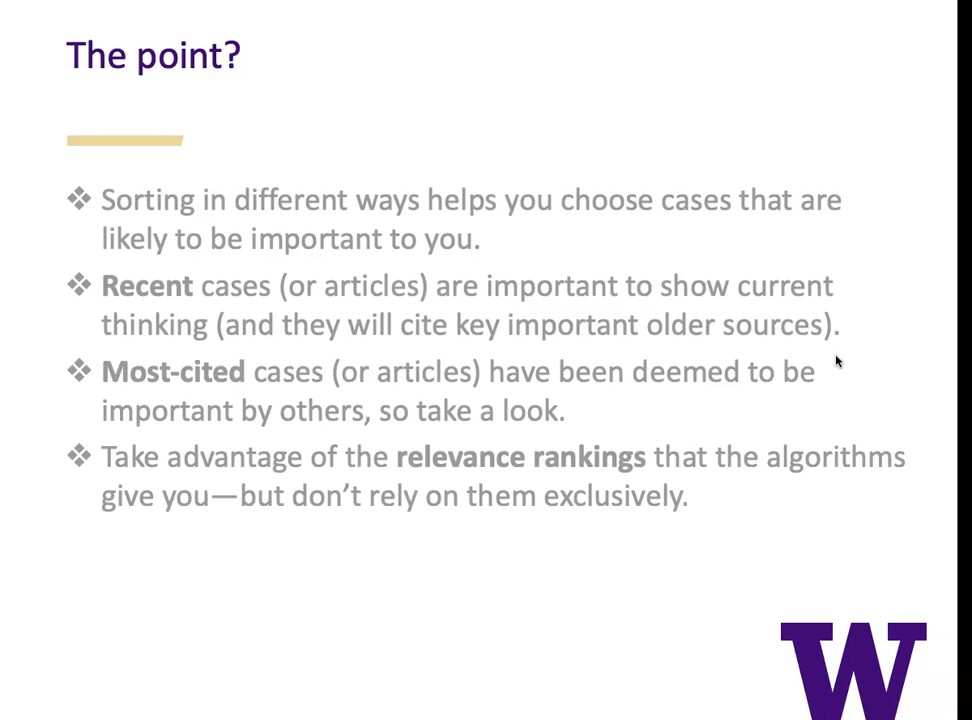 The point?
❖ Sorting in different ways helps you choose cases that are
likely to be important to you.
❖ Recent cases (or articles) are important to show current
thinking (and they will cite key important older sources).
❖ Most-cited cases (or articles) have been deemed to be
important by others, so take a look.
❖ Take advantage of the relevance rankings that the algorithms
give you—but don’t rely on them exclusively.
W